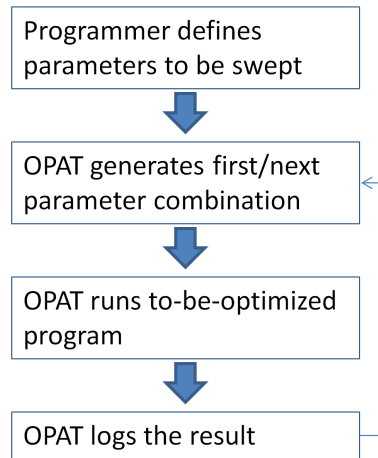 Programmer defines
parameters to be swept
OPAT generates first/next
parameter combination
OPAT runs to-be-optimized
program
OPAT logs the result